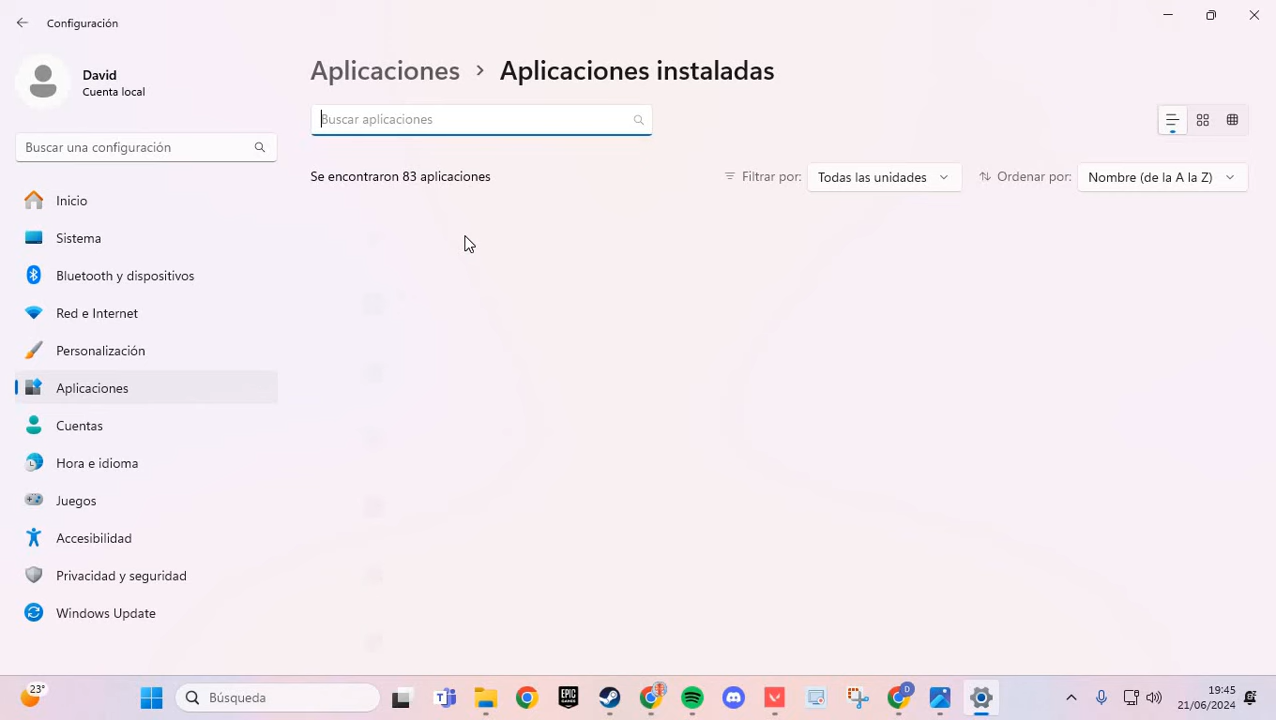 Configuración
David
Cuenta local
Buscar una configuración
Inicio
Sistema
Bluetooth y dispositivos
Red e Internet
Personalización
Aplicaciones
Cuentas
Hora e idioma
Juegos
Accesibilidad
Privacidad y seguridad
Windows Update
Aplicaciones > Aplicaciones instaladas
Buscar aplicaciones
Se encontraron 83 aplicaciones
Filtrar por: Todas las unidades
Ordenar por: Nombre (de la A la Z)
23°
Búsqueda
EPIC GAMES
D
19:45
21/06/2024